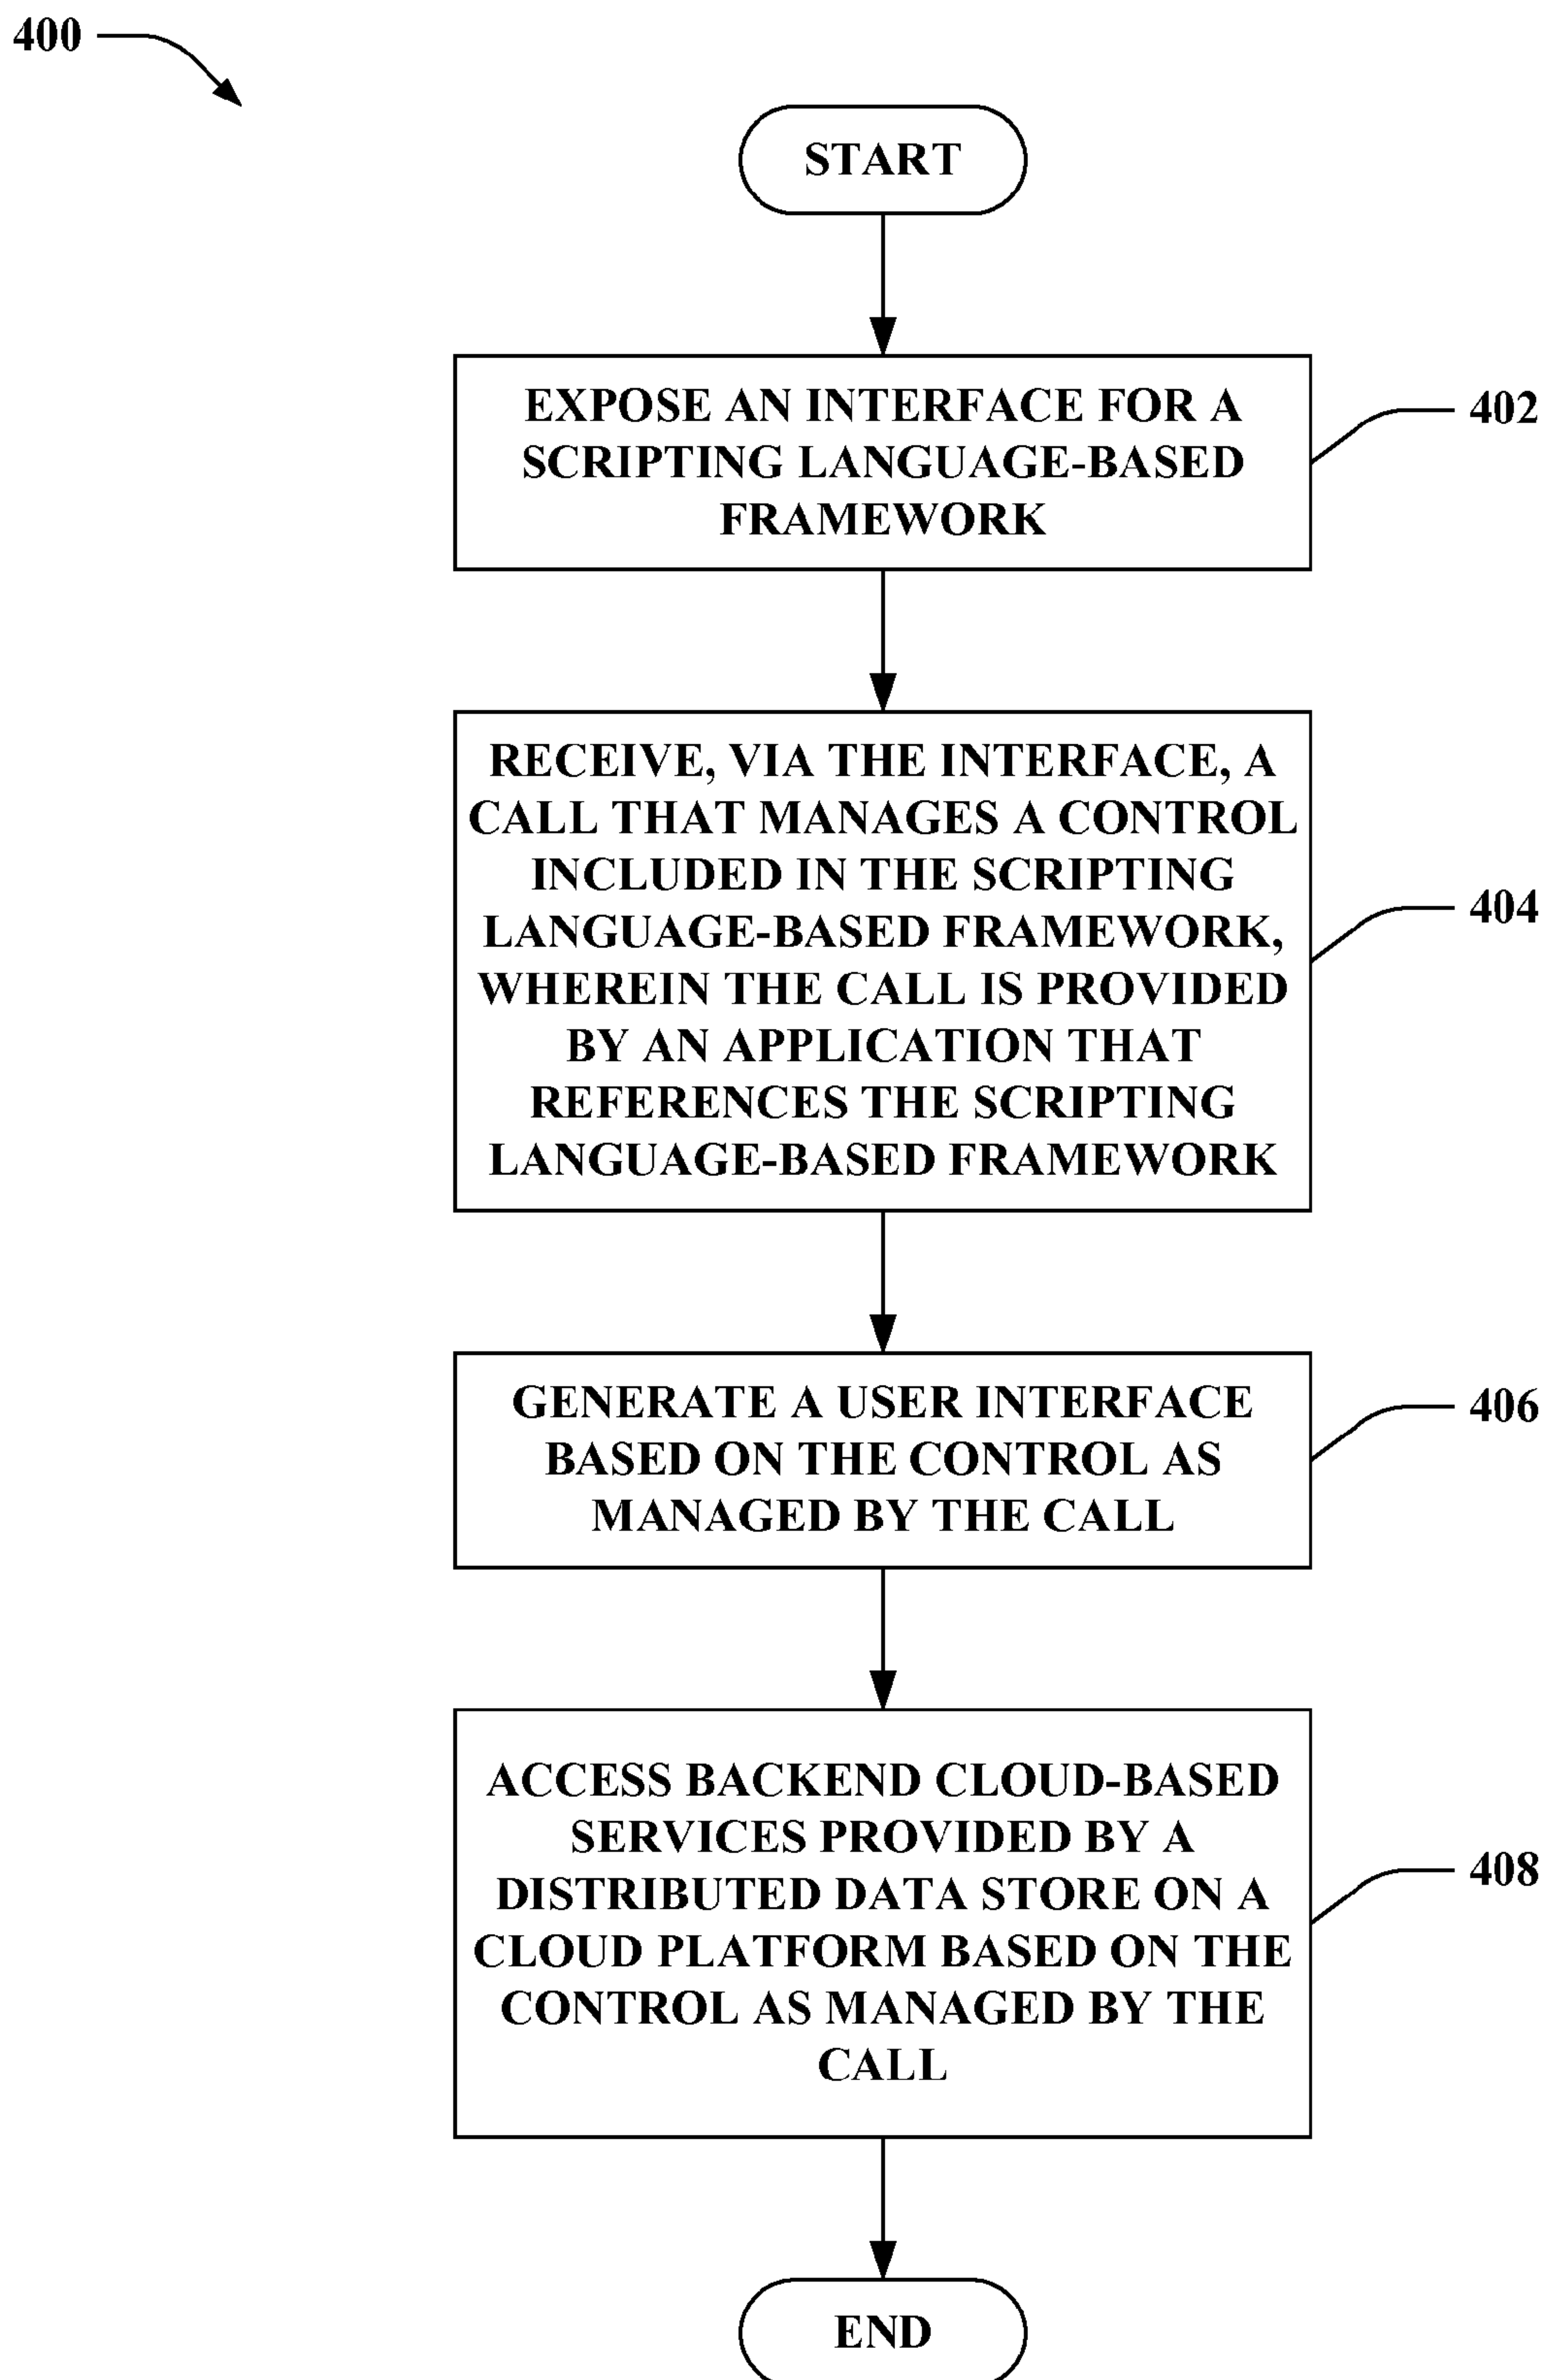 400
START
EXPOSE AN INTERFACE FOR A
SCRIPTING LANGUAGE-BASED
FRAMEWORK
402
RECEIVE, VIA THE INTERFACE, A
CALL THAT MANAGES A CONTROL
INCLUDED IN THE SCRIPTING
LANGUAGE-BASED FRAMEWORK,
WHEREIN THE CALL IS PROVIDED
BY AN APPLICATION THAT
REFERENCES THE SCRIPTING
LANGUAGE-BASED FRAMEWORK
404
GENERATE A USER INTERFACE
BASED ON THE CONTROL AS
MANAGED BY THE CALL
406
ACCESS BACKEND CLOUD-BASED
SERVICES PROVIDED BY A
DISTRIBUTED DATA STORE ON A
CLOUD PLATFORM BASED ON THE
CONTROL AS MANAGED BY THE
CALL
408
END